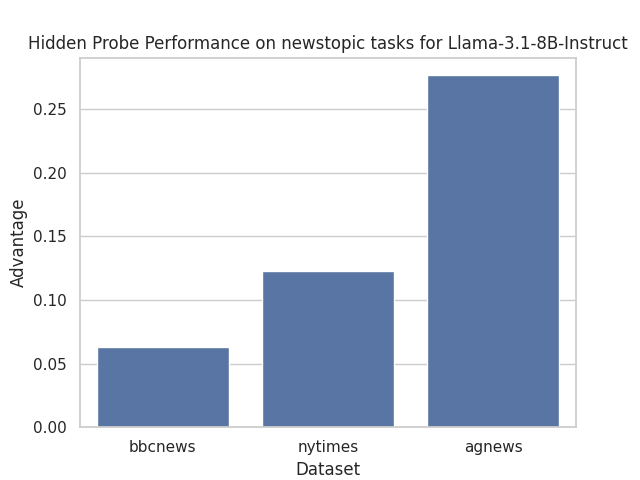 Hidden Probe Performance on newstopic tasks for Llama-3.1-8B-Instruct
0.25
0.20
0.15
0.10
0.05
0.00
Advantage
bbcnews nytimes agnews
Dataset